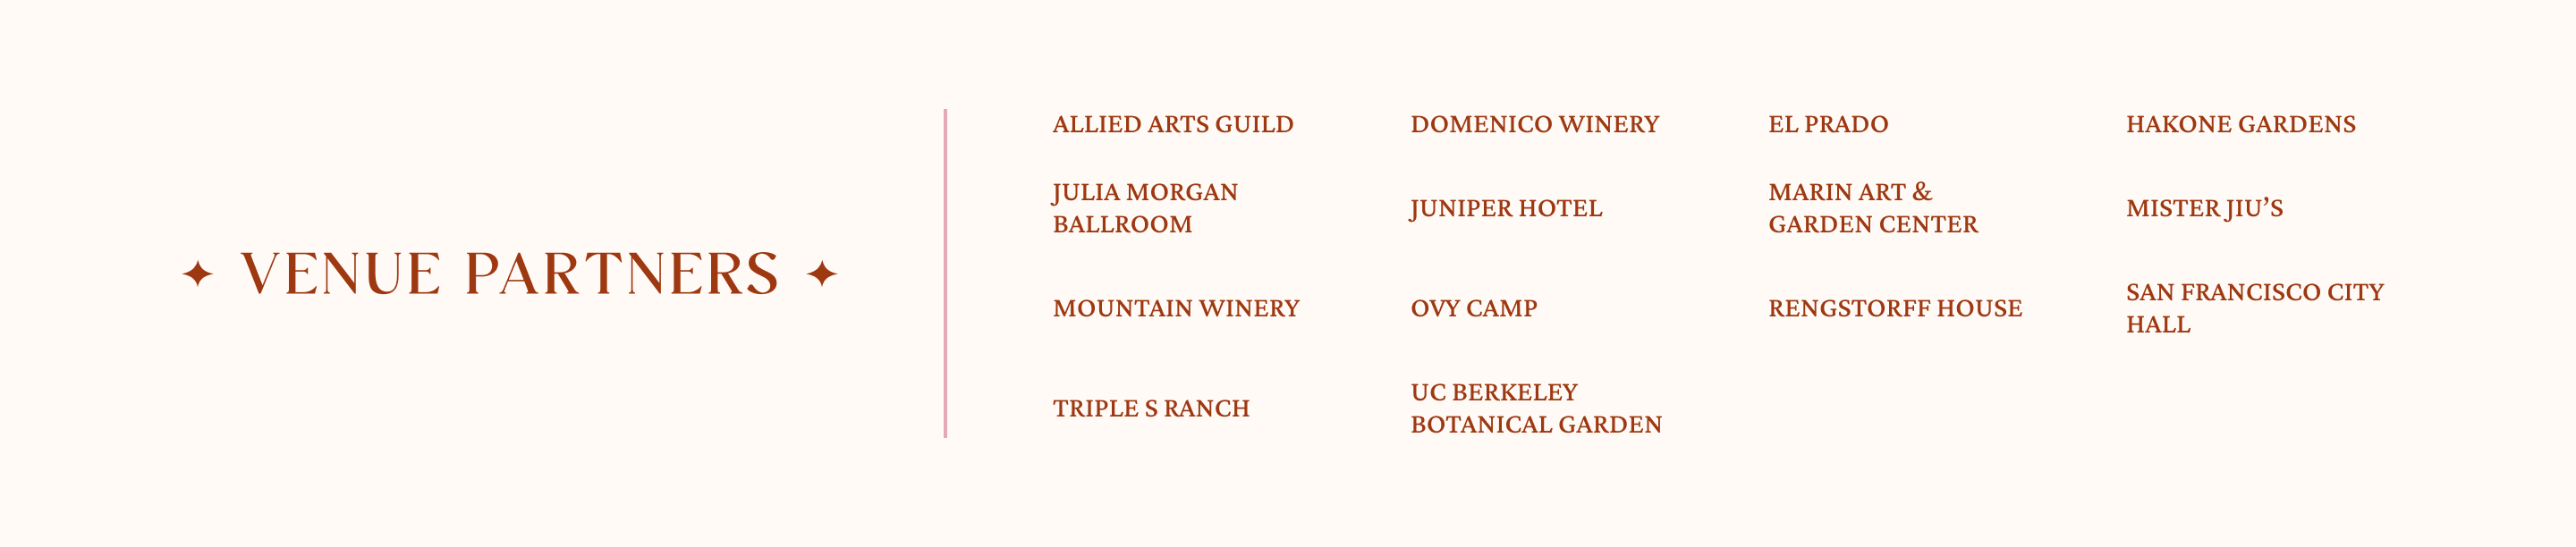 ✦ VENUE PARTNERS ✦
ALLIED ARTS GUILD
DOMENICO WINERY
EL PRADO
HAKONE GARDENS
JULIA MORGAN
BALLROOM
JUNIPER HOTEL
MARIN ART &
GARDEN CENTER
MISTER JIU’S
MOUNTAIN WINERY
OVY CAMP
RENGSTORFF HOUSE
SAN FRANCISCO CITY
HALL
TRIPLE S RANCH
UC BERKELEY
BOTANICAL GARDEN